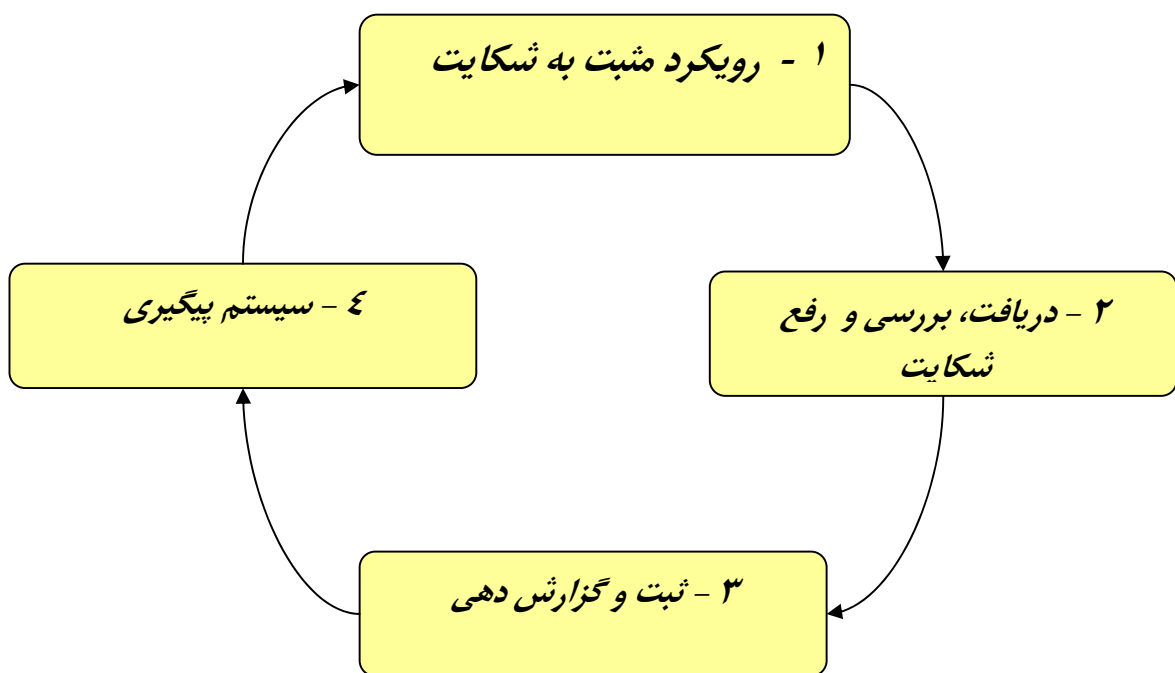 ۱ - رویکرد مثبت به شکایت
۲ - دریافت، بررسی و رفع
شکایت
۳ - ثبت و گزارش دهی
٤ - سیستم پیگیری